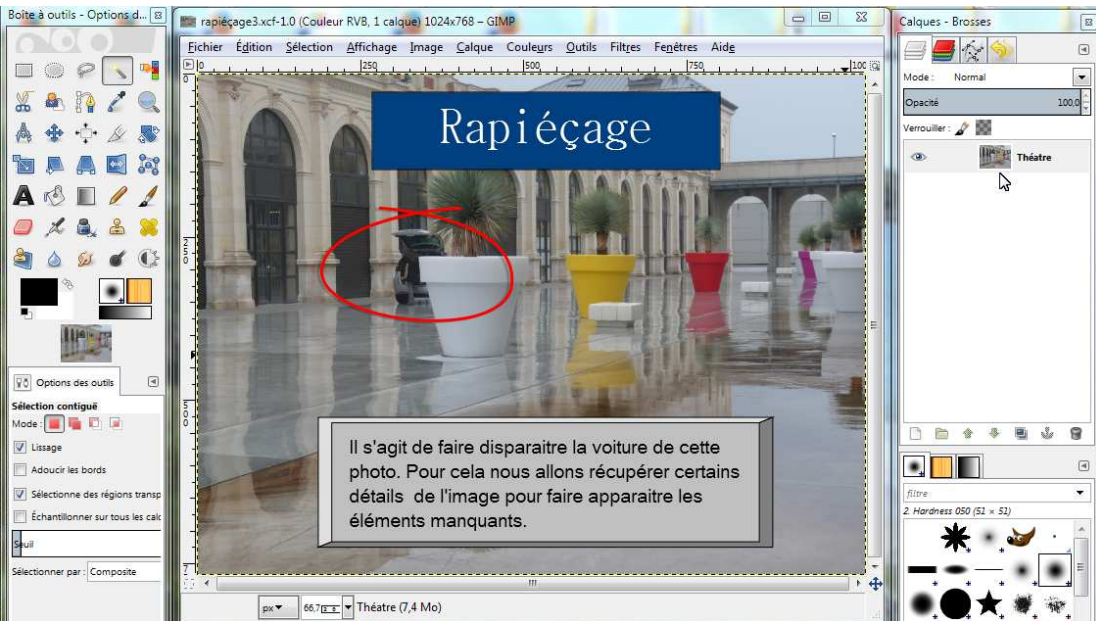 Boîte à outils - Options d...
rapiéçage3.xcf-1.0 (Couleur RVB, 1 calque) 1024x768 – GIMP
Calques - Brosses
Fichier Édition Sélection Affichage Image Calque Couleurs Outils Filtres Fenêtres Aide
0 250 500 750 100
Mode : Normal
Opacité 100.0
Verrouiller :
Théatre
Rapiéçage
Options des outils
Sélection contiguë
Mode :
Lissage
Adoucir les bords
Sélectionne des régions transp
Échantillonner sur tous les calc
Seuil
Sélectionner par : Composite
Il s'agit de faire disparaitre la voiture de cette
photo. Pour cela nous allons récupérer certains
détails de l'image pour faire apparaitre les
éléments manquants.
filtre
2. Hardness 050 (51 × 51)
px 66,7 Théatre (7,4 Mo)